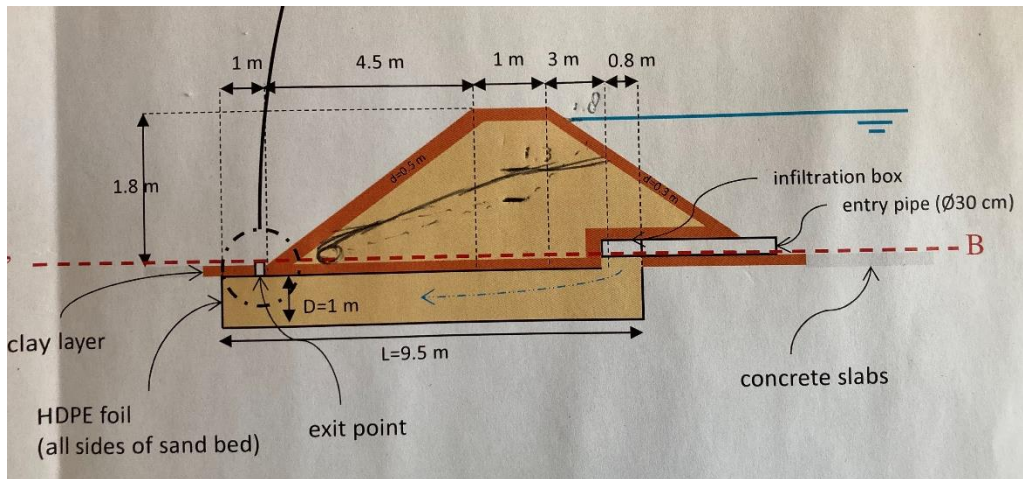 1 m
4.5 m
1 m
3 m
0.8 m
1.8 m
d=0.5 m
d=0.3 m
infiltration box
entry pipe (Ø30 cm)
B
D=1 m
L=9.5 m
clay layer
HDPE foil
(all sides of sand bed)
exit point
concrete slabs